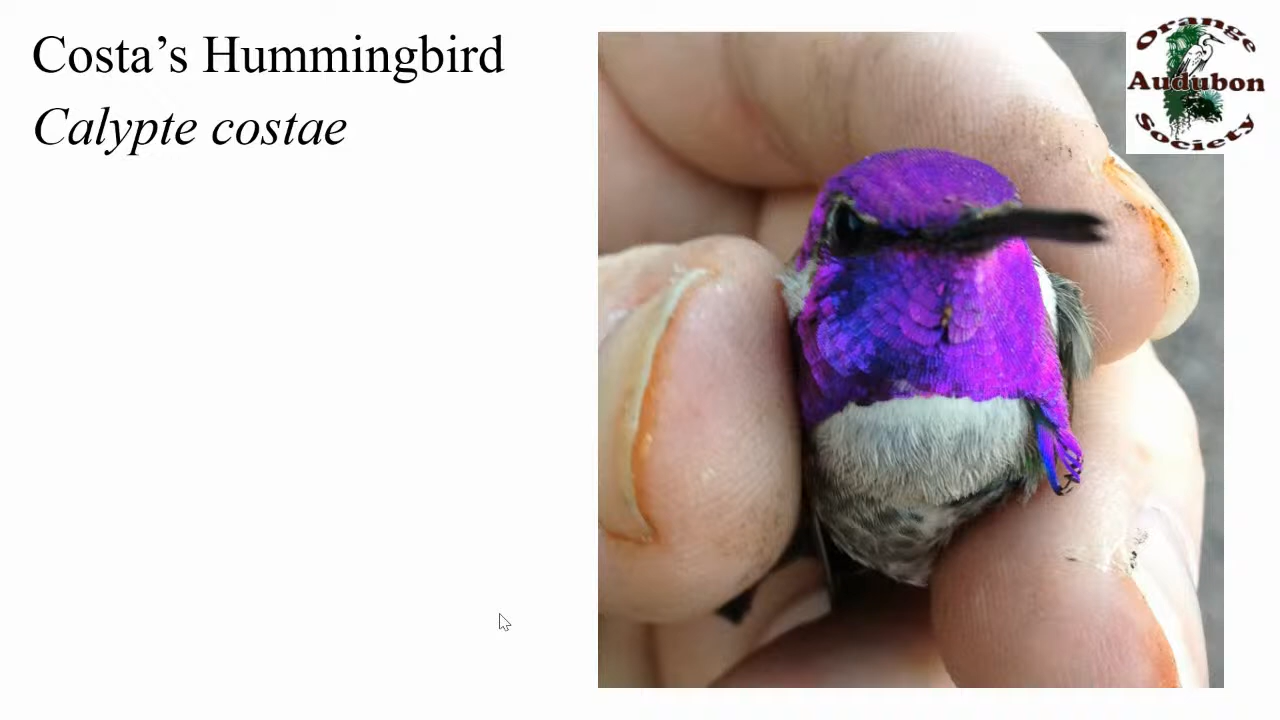 Costa’s Hummingbird
Calypte costae
Orange
Audubon
Society